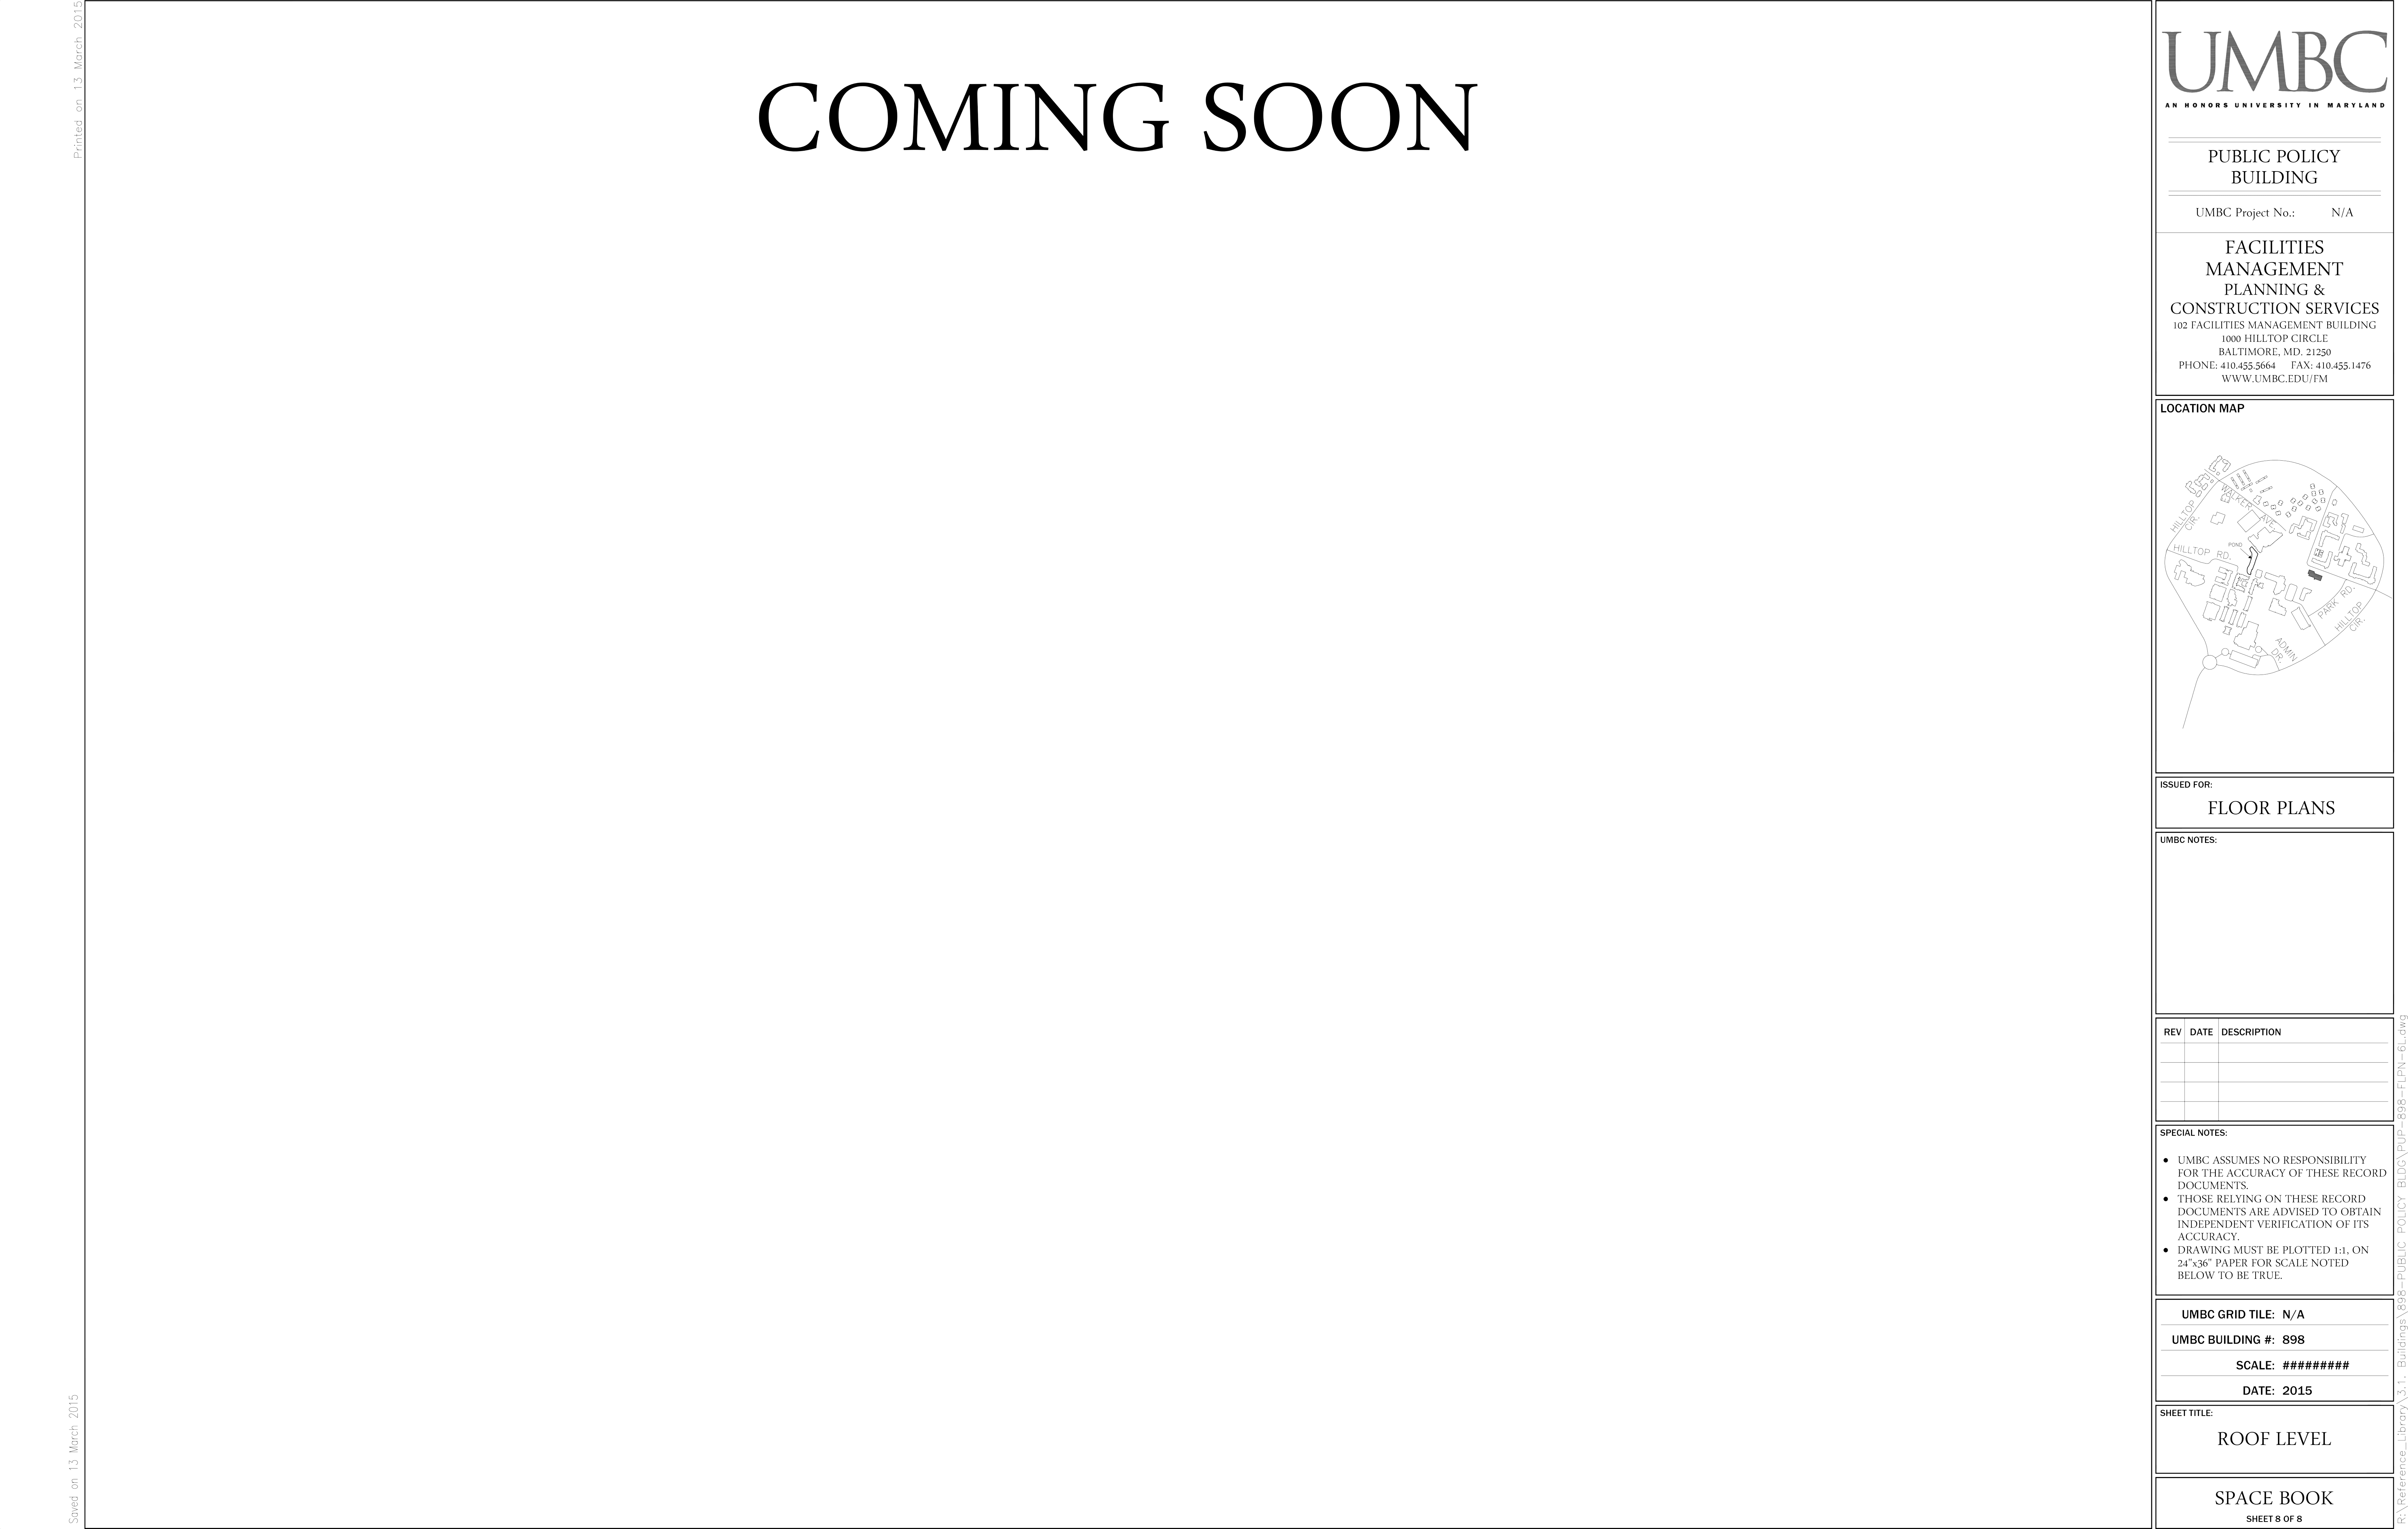 Printed on 13 March 2015
Saved on 13 March 2015
COMING SOON
UMBC
AN HONORS UNIVERSITY IN MARYLAND
PUBLIC POLICY
BUILDING
UMBC Project No.: N/A
FACILITIES
MANAGEMENT
PLANNING &
CONSTRUCTION SERVICES
102 FACILITIES MANAGEMENT BUILDING
1000 HILLTOP CIRCLE
BALTIMORE, MD. 21250
PHONE: 410.455.5664 FAX: 410.455.1476
WWW.UMBC.EDU/FM
LOCATION MAP
WALKER AVE.
HILLTOP
CIR.
POND
HILLTOP RD.
PARK RD.
HILLTOP
CIR.
ADMIN
DR.
ISSUED FOR:
FLOOR PLANS
UMBC NOTES:
REV DATE DESCRIPTION
SPECIAL NOTES:
● UMBC ASSUMES NO RESPONSIBILITY
FOR THE ACCURACY OF THESE RECORD
DOCUMENTS.
● THOSE RELYING ON THESE RECORD
DOCUMENTS ARE ADVISED TO OBTAIN
INDEPENDENT VERIFICATION OF ITS
ACCURACY.
● DRAWING MUST BE PLOTTED 1:1, ON
24"x36" PAPER FOR SCALE NOTED
BELOW TO BE TRUE.
UMBC GRID TILE: N/A
UMBC BUILDING #: 898
SCALE: #########
DATE: 2015
SHEET TITLE:
ROOF LEVEL
SPACE BOOK
SHEET 8 OF 8
R:\Reference_Library\3.1. Buildings\898-PUBLIC POLICY BLDG\PUP-898-FLPN-6L.dwg